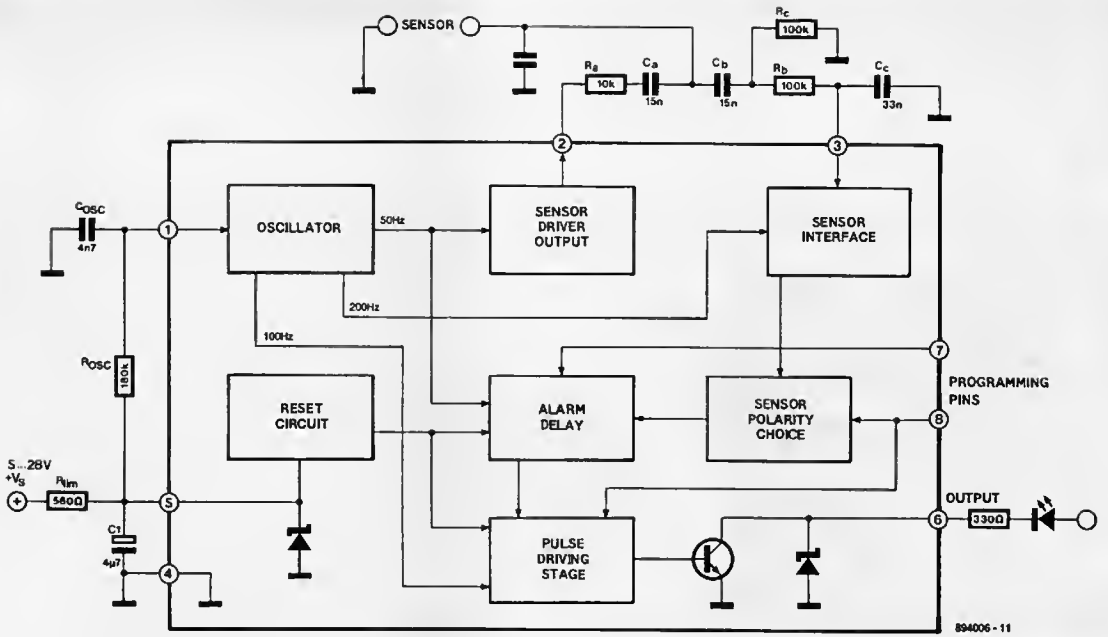 SENSOR
Rc
100k
Ra
10k
Ca
15n
Cb
15n
Rb
100k
Cc
33n
2
3
COSC
4n7
1
OSCILLATOR
50Hz
SENSOR
DRIVER
OUTPUT
SENSOR
INTERFACE
200Hz
100Hz
ROSC
180k
7
PROGRAMMING
PINS
RESET
CIRCUIT
ALARM
DELAY
SENSOR
POLARITY
CHOICE
8
S...28V
+VS
Rlim
560Ω
5
OUTPUT
6
330Ω
C1
4µ7
PULSE
DRIVING
STAGE
4
894006 - 11